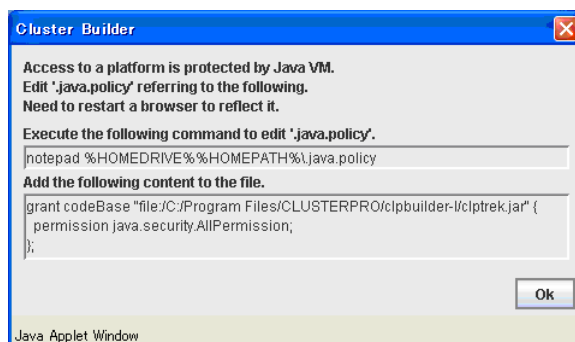 Cluster Builder
Access to a platform is protected by Java VM.
Edit '.java.policy' referring to the following.
Need to restart a browser to reflect it.
Execute the following command to edit '.java.policy'.
notepad %HOMEDRIVE%%HOMEPATH%\.java.policy
Add the following content to the file.
grant codeBase "file:/C:/Program Files/CLUSTERPRO/clpbuilder-l/clptrek.jar" {
permission java.security.AllPermission;
};
Ok
Java Applet Window